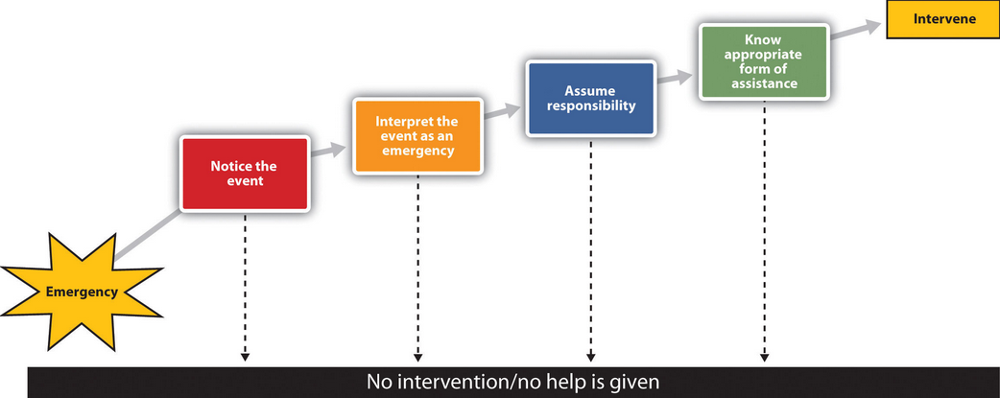 Emergency
Notice the
event
Interpret the
event as an
emergency
Assume
responsibility
Know
appropriate
form of
assistance
Intervene
No intervention/no help is given